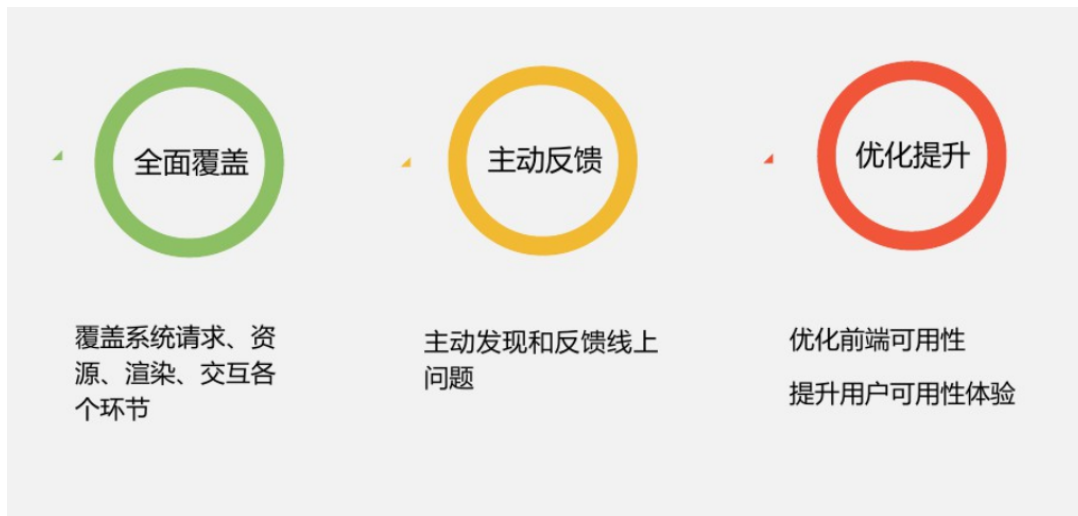 全面覆盖
主动反馈
优化提升
覆盖系统请求、资
源、渲染、交互各
个环节
主动发现和反馈线上
问题
优化前端可用性
提升用户可用性体验